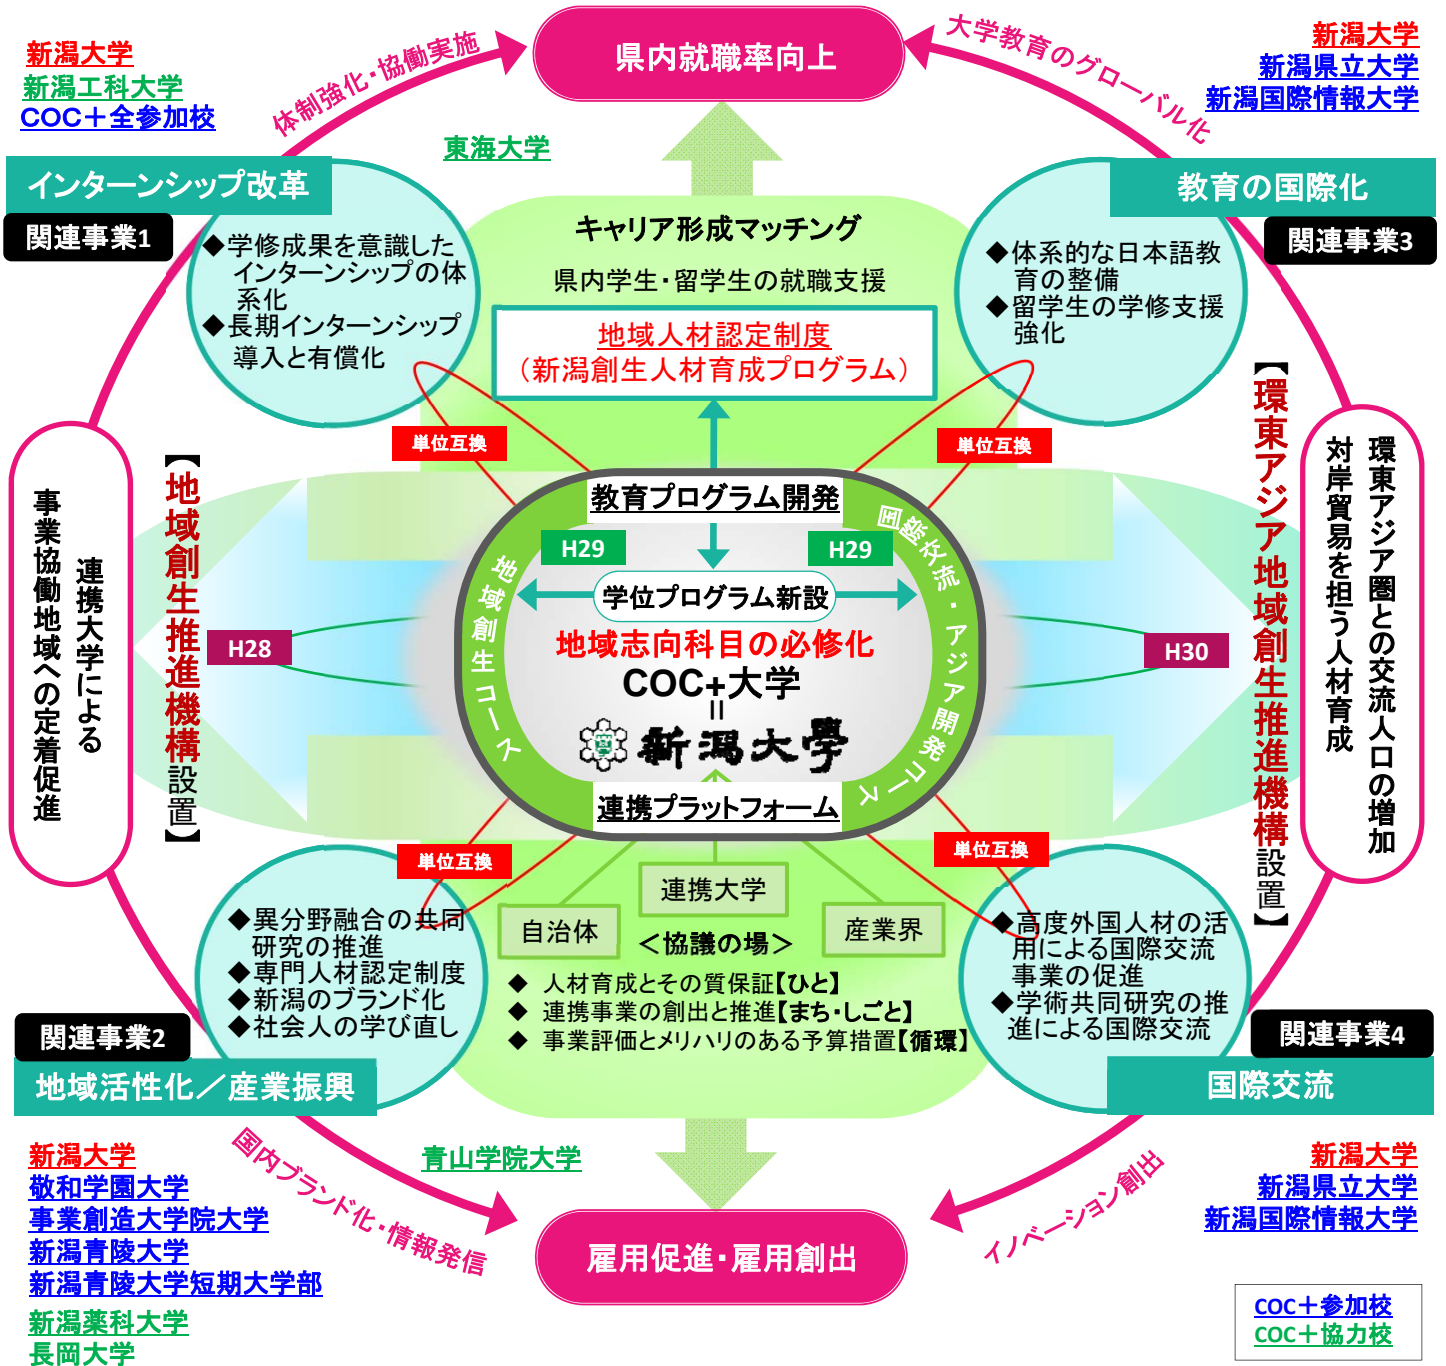 県内就職率向上
体制強化・協働実施
大学教育のグローバル化
新潟大学
新潟工科大学
COC＋全参加校
東海大学
新潟大学
新潟県立大学
新潟国際情報大学
インターンシップ改革
関連事業1
◆学修成果を意識した
インターンシップの体
系化
◆長期インターンシップ
導入と有償化
キャリア形成マッチング
県内学生・留学生の就職支援
地域人材認定制度
（新潟創生人材育成プログラム）
教育の国際化
関連事業3
◆体系的な日本語教
育の整備
◆留学生の学修支援
強化
単位互換
単位互換
連携大学による
事業協働地域への定着促進
【地域創生推進機構設置】
H28
教育プログラム開発
H29
H29
学位プログラム新設
地域創生コース
国際交流・アジア開発コース
地域志向科目の必修化
COC+大学
＝
新潟大學
連携プラットフォーム
H30
【環東アジア地域創生推進機構設置】
環東アジア圏との交流人口の増加
対岸貿易を担う人材育成
単位互換
単位互換
自治体
連携大学
産業界
＜協議の場＞
◆ 人材育成とその質保証【ひと】
◆ 連携事業の創出と推進【まち・しごと】
◆ 事業評価とメリハリのある予算措置【循環】
◆異分野融合の共同
研究の推進
◆専門人材認定制度
◆新潟のブランド化
◆社会人の学び直し
関連事業2
地域活性化／産業振興
◆高度外国人材の活
用による国際交流
事業の促進
◆学術共同研究の推
進による国際交流
関連事業4
国際交流
国内ブランド化・情報発信
イノベーション創出
青山学院大学
新潟大学
敬和学園大学
事業創造大学院大学
新潟青陵大学
新潟青陵大学短期大学部
新潟薬科大学
長岡大学
雇用促進・雇用創出
新潟大学
新潟県立大学
新潟国際情報大学
COC＋参加校
COC＋協力校